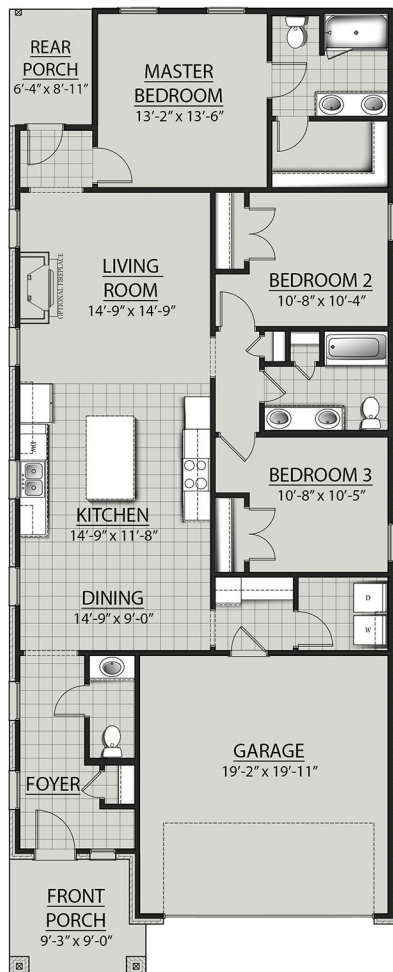 REAR
PORCH
6'-4" x 8'-11"
MASTER
BEDROOM
13'-2" x 13'-6"
LIVING
ROOM
14'-9" x 14'-9"
OPTIONAL FIREPLACE
BEDROOM 2
10'-8" x 10'-4"
DW
BEDROOM 3
10'-8" x 10'-5"
KITCHEN
14'-9" x 11'-8"
DINING
14'-9" x 9'-0"
D
W
GARAGE
19'-2" x 19'-11"
FOYER
FRONT
PORCH
9'-3" x 9'-0"